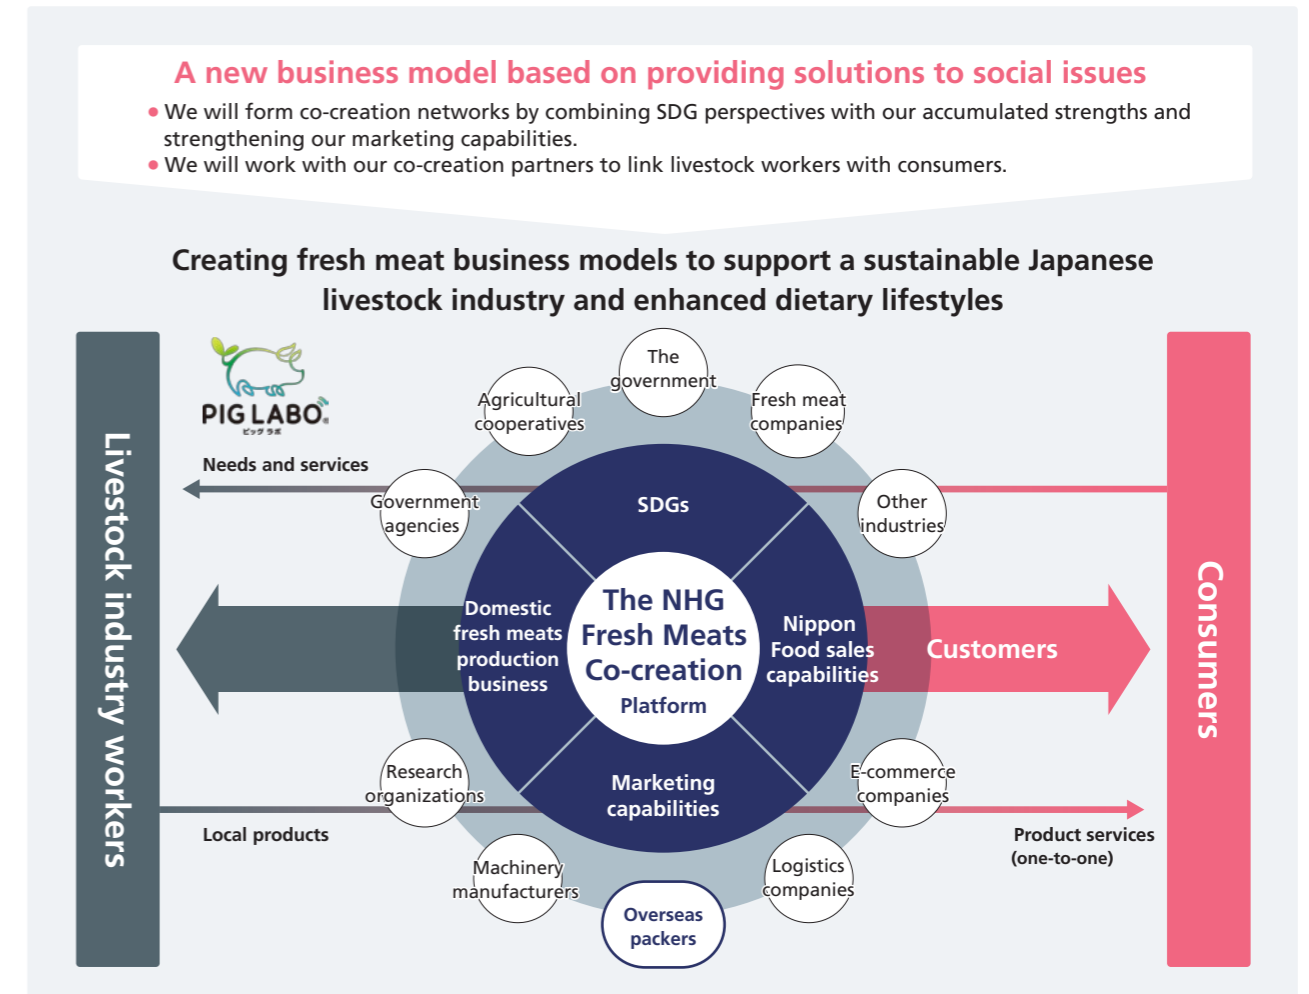 A new business model based on providing solutions to social issues
• We will form co-creation networks by combining SDG perspectives with our accumulated strengths and
strengthening our marketing capabilities.
• We will work with our co-creation partners to link livestock workers with consumers.
Creating fresh meat business models to support a sustainable Japanese
livestock industry and enhanced dietary lifestyles
Livestock industry workers
PIG LABO
ピッグ ラボ
Needs and services
Government
agencies
Agricultural
cooperatives
The
government
Fresh meat
companies
Other
industries
SDGs
Domestic
fresh meats
production
business
The NHG
Fresh Meats
Co-creation
Platform
Nippon
Food sales
capabilities
Customers
Consumers
Marketing
capabilities
Research
organizations
Local products
Machinery
manufacturers
Overseas
packers
Logistics
companies
E-commerce
companies
Product services
(one-to-one)